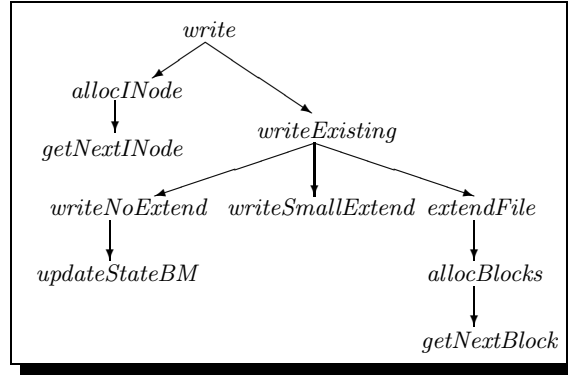 write
allocINode
writeExisting
getNextINode
writeNoExtend writeSmallExtend extendFile
updateStateBM allocBlocks
getNextBlock